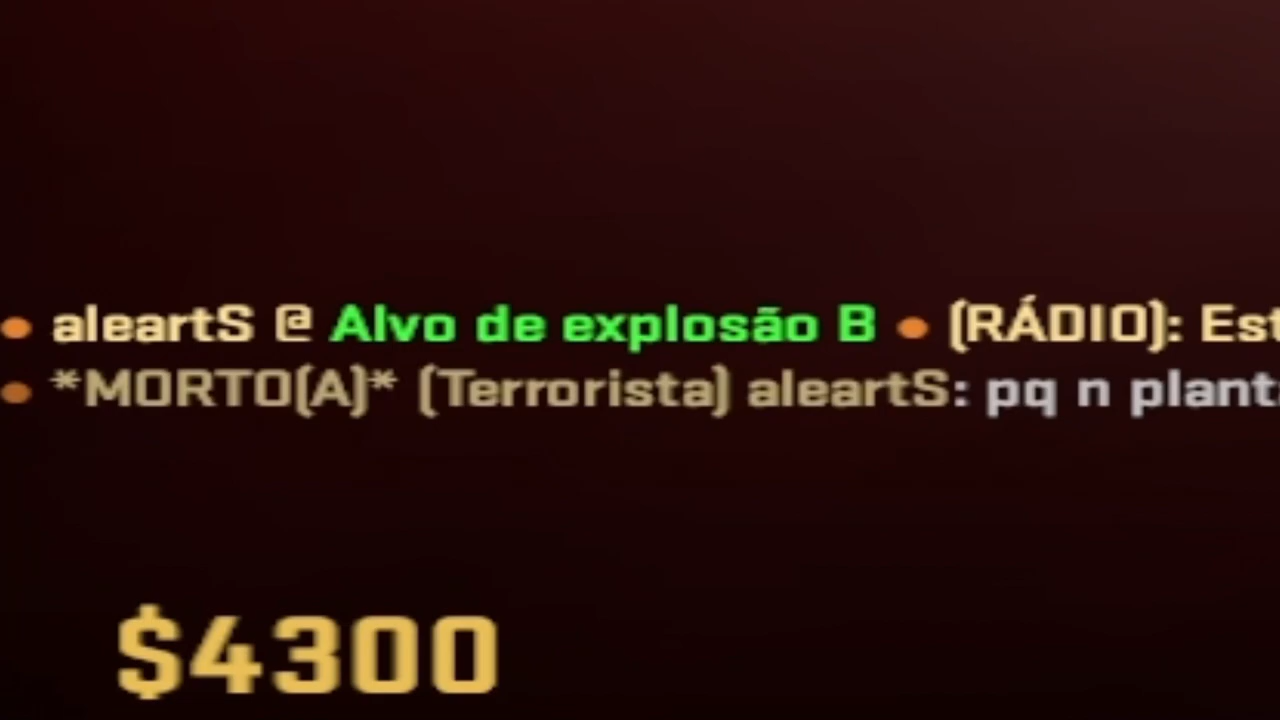 • aleartS @ Alvo de explosão B • (RÁDIO): Est
• *MORTO(A)* (Terrorista) aleartS: pq n plant
$4300